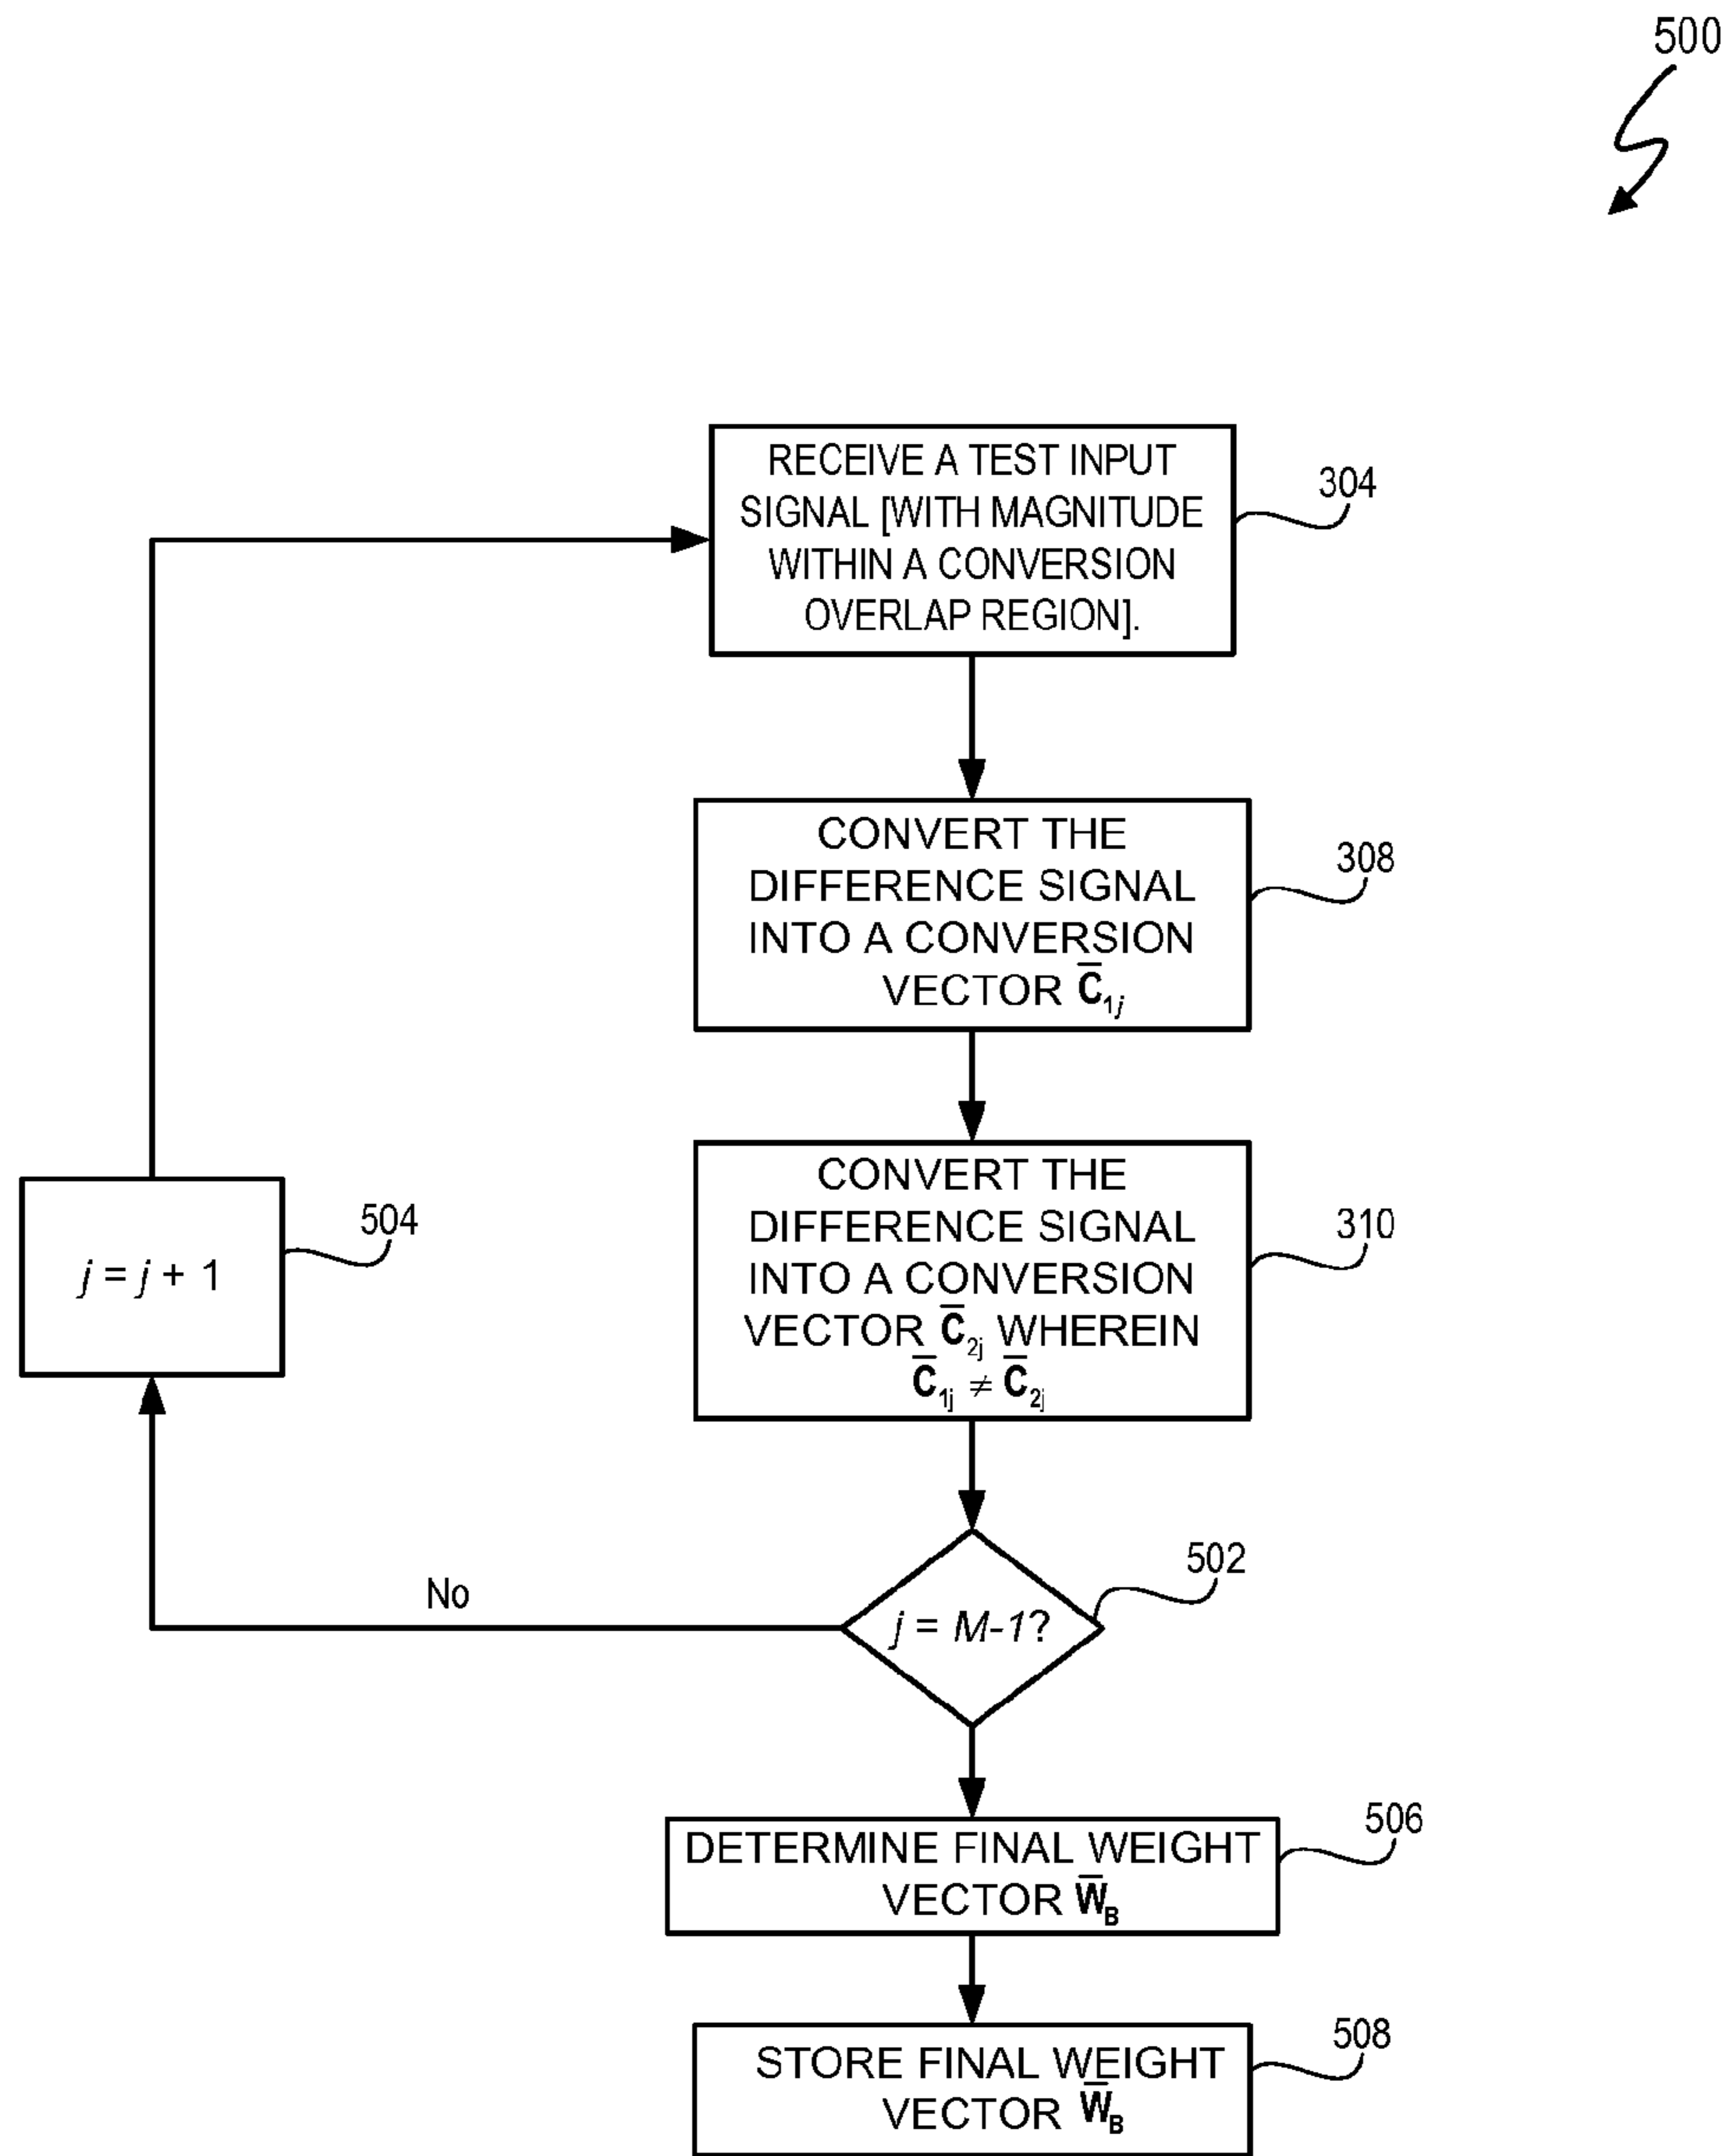 500
RECEIVE A TEST INPUT
SIGNAL [WITH MAGNITUDE
WITHIN A CONVERSION
OVERLAP REGION].
304
CONVERT THE
DIFFERENCE SIGNAL
INTO A CONVERSION
VECTOR C̅₁ⱼ
308
CONVERT THE
DIFFERENCE SIGNAL
INTO A CONVERSION
VECTOR C̅₂ⱼ WHEREIN
C̅₁ⱼ ≠ C̅₂ⱼ
310
j = j + 1
504
No
j = M-1?
502
DETERMINE FINAL WEIGHT
VECTOR W̅_B
506
STORE FINAL WEIGHT
VECTOR W̅_B
508